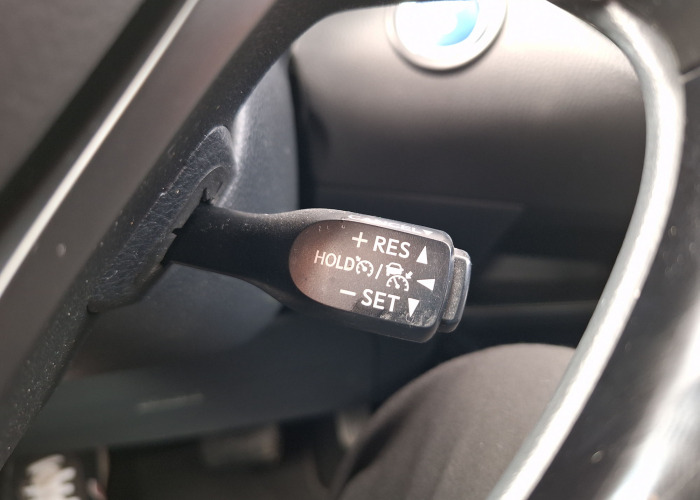 + RES
HOLD /
− SET